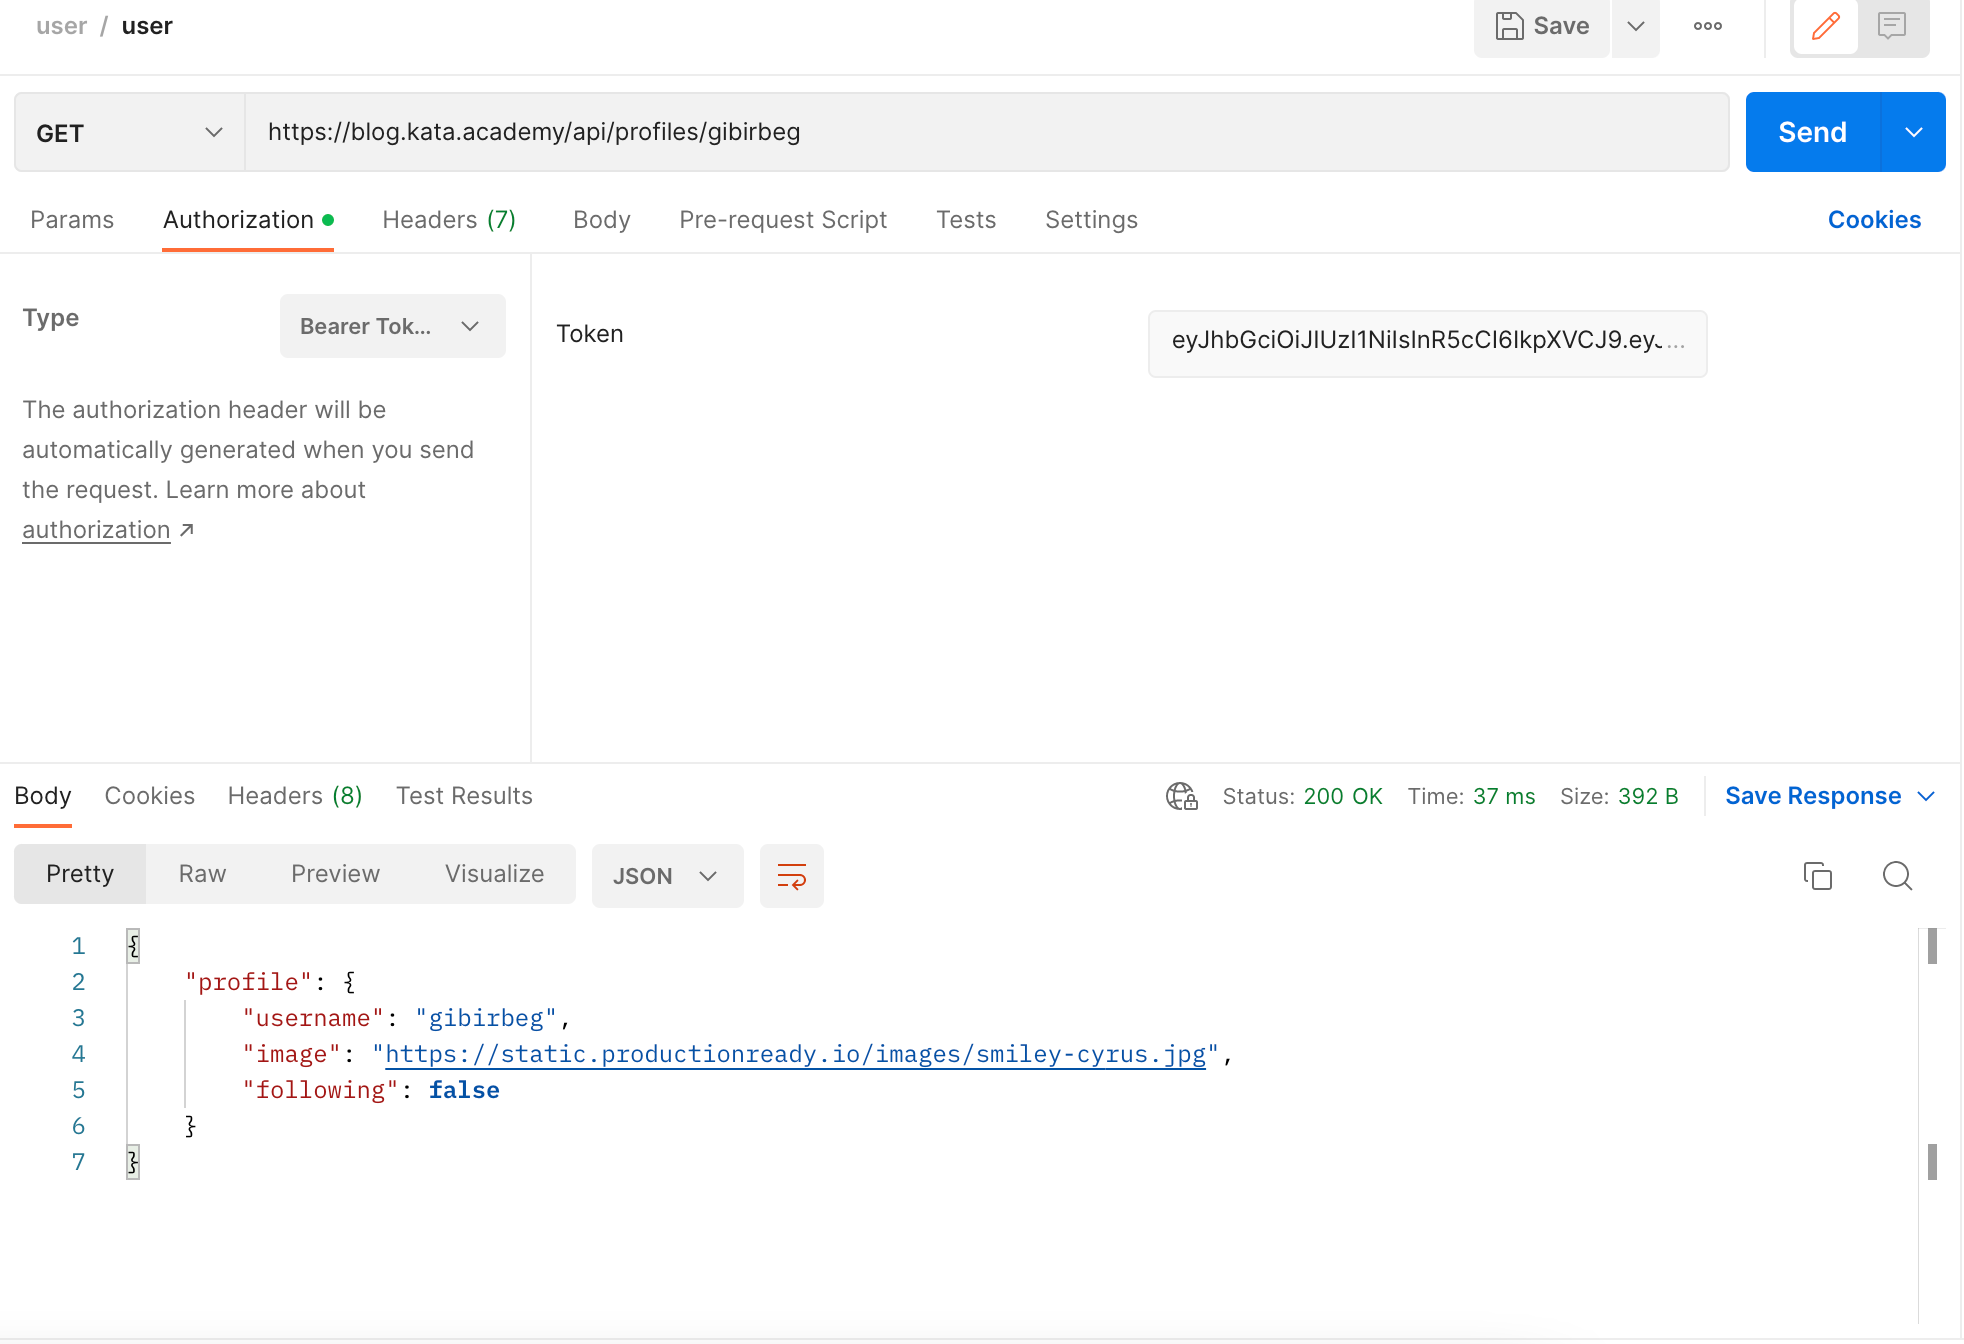 user / user
Save
GET
https://blog.kata.academy/api/profiles/gibirbeg
Send
Params
Authorization
Headers (7)
Body
Pre-request Script
Tests
Settings
Cookies
Type
Bearer Tok...
The authorization header will be
automatically generated when you send
the request. Learn more about
authorization ↗
Token
eyJhbGciOiJIUzI1NiIsInR5cCI6IkpXVCJ9.eyJ...
Body
Cookies
Headers (8)
Test Results
Status: 200 OK
Time: 37 ms
Size: 392 B
Save Response
Pretty
Raw
Preview
Visualize
JSON
1 {
2 "profile": {
3 "username": "gibirbeg",
4 "image": "https://static.productionready.io/images/smiley-cyrus.jpg",
5 "following": false
6 }
7 }